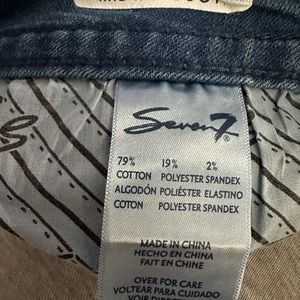 Seven7®
79% 19% 2%
COTTON POLYESTER SPANDEX
ALGODÓN POLIÉSTER ELASTINO
COTON POLYESTER SPANDEX
MADE IN CHINA
HECHO EN CHINA
FAIT EN CHINE
OVER FOR CARE
VOLTEAR PARA CUIDADO
VOIR